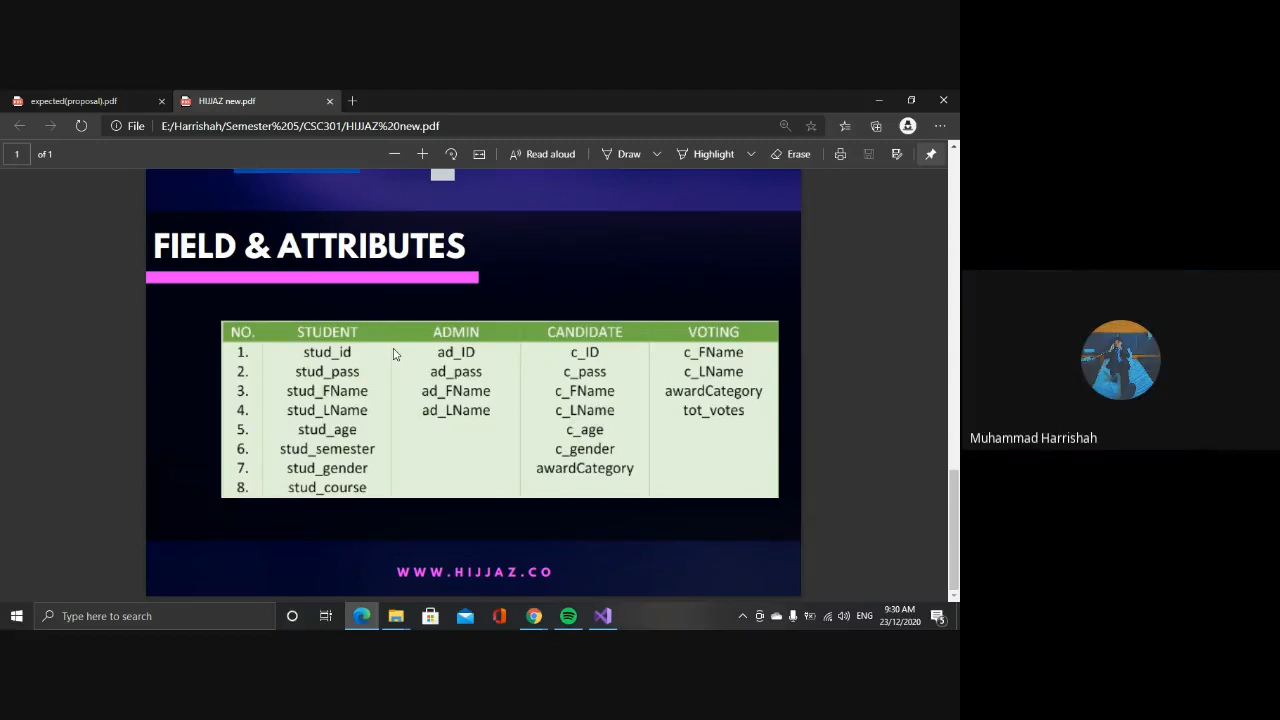 expected(proposal).pdf
HIJJAZ new.pdf
File E:/Harrishah/Semester%205/CSC301/HIJJAZ%20new.pdf
1 of 1 Read aloud Draw Highlight Erase
FIELD & ATTRIBUTES
NO. STUDENT ADMIN CANDIDATE VOTING
1. stud_id ad_ID c_ID c_FName
2. stud_pass ad_pass c_pass c_LName
3. stud_FName ad_FName c_FName awardCategory
4. stud_LName ad_LName c_LName tot_votes
5. stud_age c_age
6. stud_semester c_gender
7. stud_gender awardCategory
8. stud_course
WWW.HIJJAZ.CO
Muhammad Harrishah
Type here to search
ENG
9:30 AM
23/12/2020
5